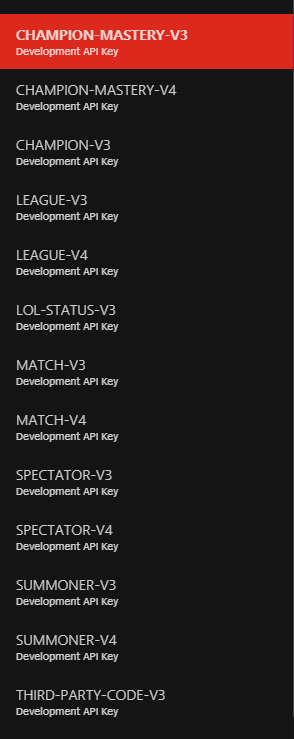 CHAMPION-MASTERY-V3
Development API Key
CHAMPION-MASTERY-V4
Development API Key
CHAMPION-V3
Development API Key
LEAGUE-V3
Development API Key
LEAGUE-V4
Development API Key
LOL-STATUS-V3
Development API Key
MATCH-V3
Development API Key
MATCH-V4
Development API Key
SPECTATOR-V3
Development API Key
SPECTATOR-V4
Development API Key
SUMMONER-V3
Development API Key
SUMMONER-V4
Development API Key
THIRD-PARTY-CODE-V3
Development API Key